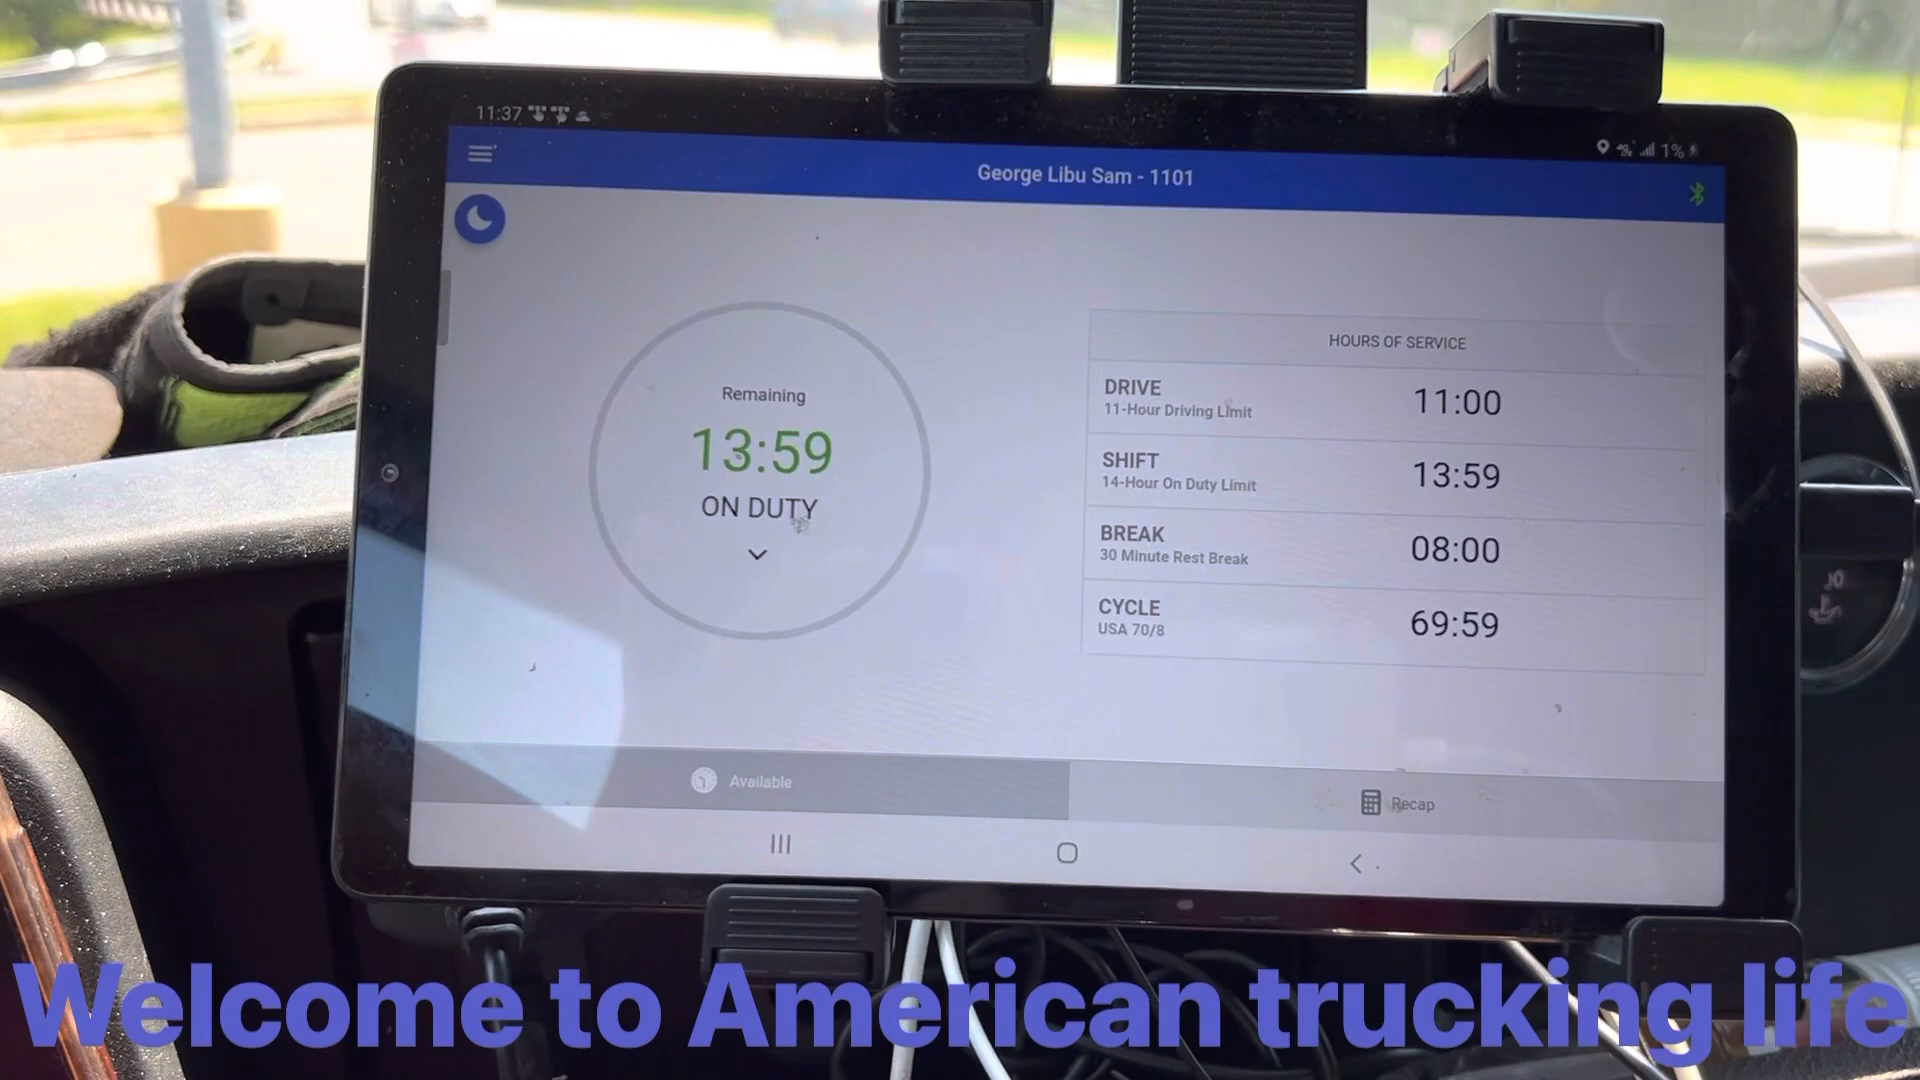 11:37
1%
George Libu Sam - 1101
Remaining
13:59
ON DUTY
HOURS OF SERVICE
DRIVE
11-Hour Driving Limit
11:00
SHIFT
14-Hour On Duty Limit
13:59
BREAK
30 Minute Rest Break
08:00
CYCLE
USA 70/8
69:59
Available
Recap
Welcome to American trucking life